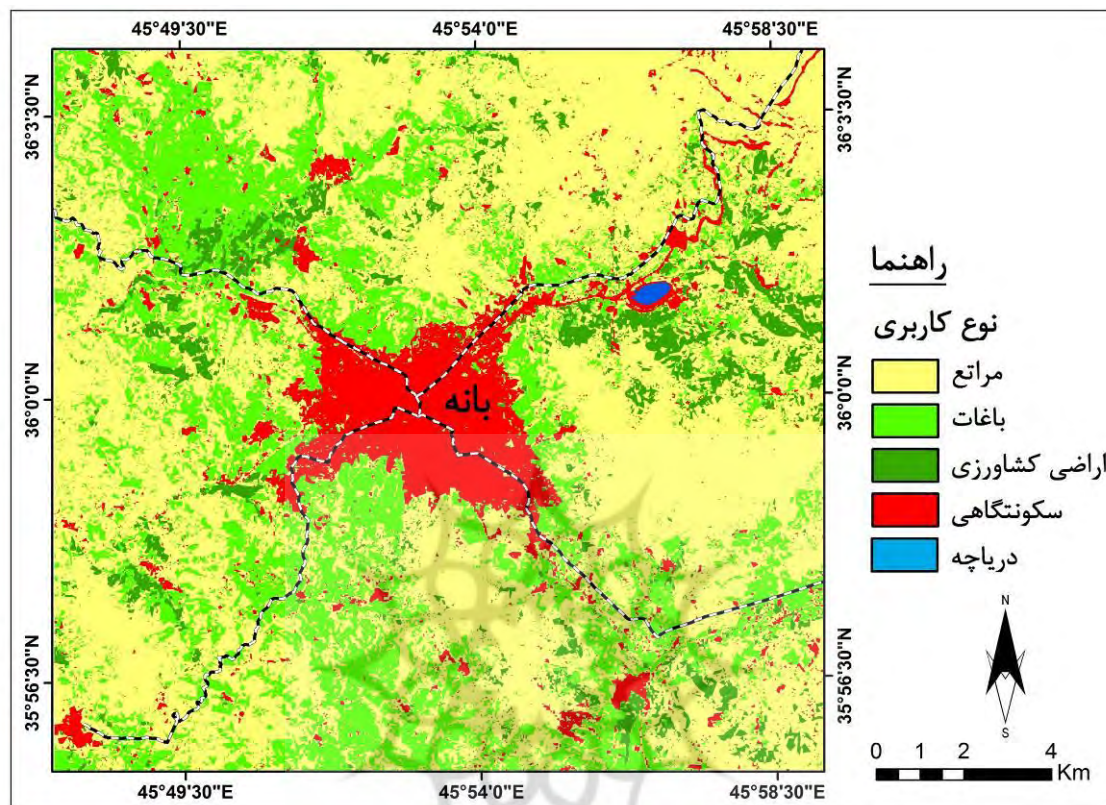 45°49'30"E 45°54'0"E 45°58'30"E
36°3'30"N 36°3'30"N
36°0'0"N 36°0'0"N
35°56'30"N 35°56'30"N
بانه
راهنما
نوع کاربری
مراتع
باغات
اراضی کشاورزی
سکونتگاهی
دریاچه
N
S
0 1 2 4
Km
45°49'30"E 45°54'0"E 45°58'30"E